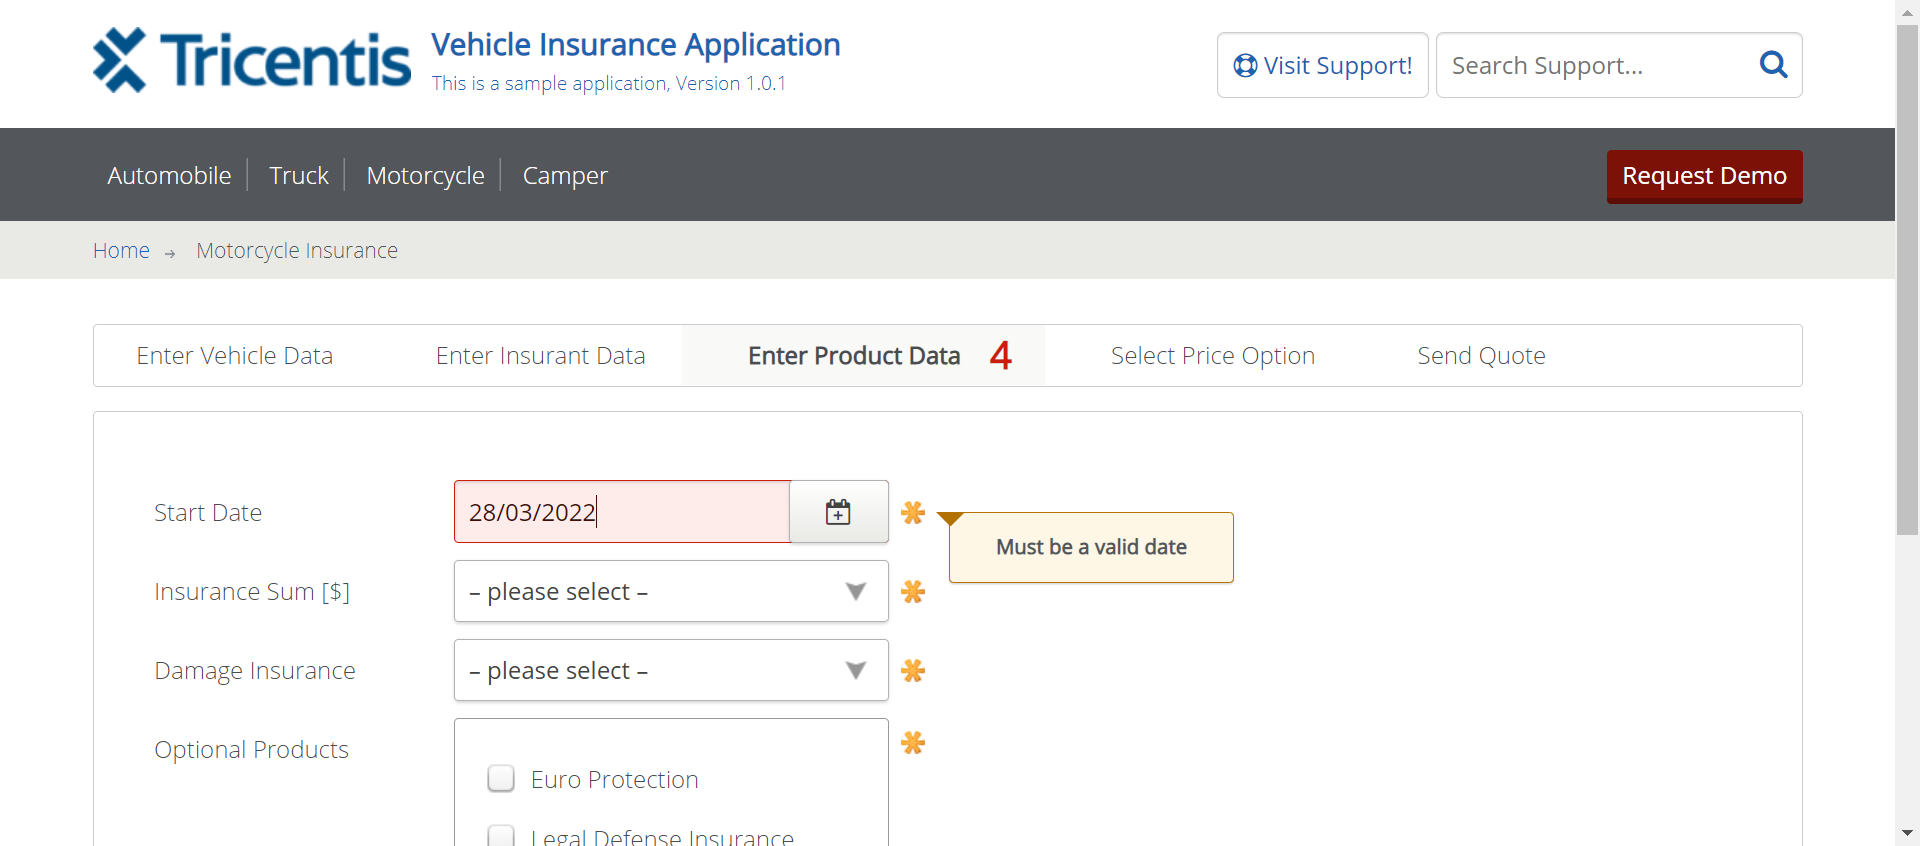 Tricentis
Vehicle Insurance Application
This is a sample application, Version 1.0.1
Visit Support!
Search Support...
Automobile
Truck
Motorcycle
Camper
Request Demo
Home → Motorcycle Insurance
Enter Vehicle Data
Enter Insurant Data
Enter Product Data 4
Select Price Option
Send Quote
Start Date
28/03/2022
Must be a valid date
Insurance Sum [$]
– please select –
Damage Insurance
– please select –
Optional Products
Euro Protection
Legal Defense Insurance